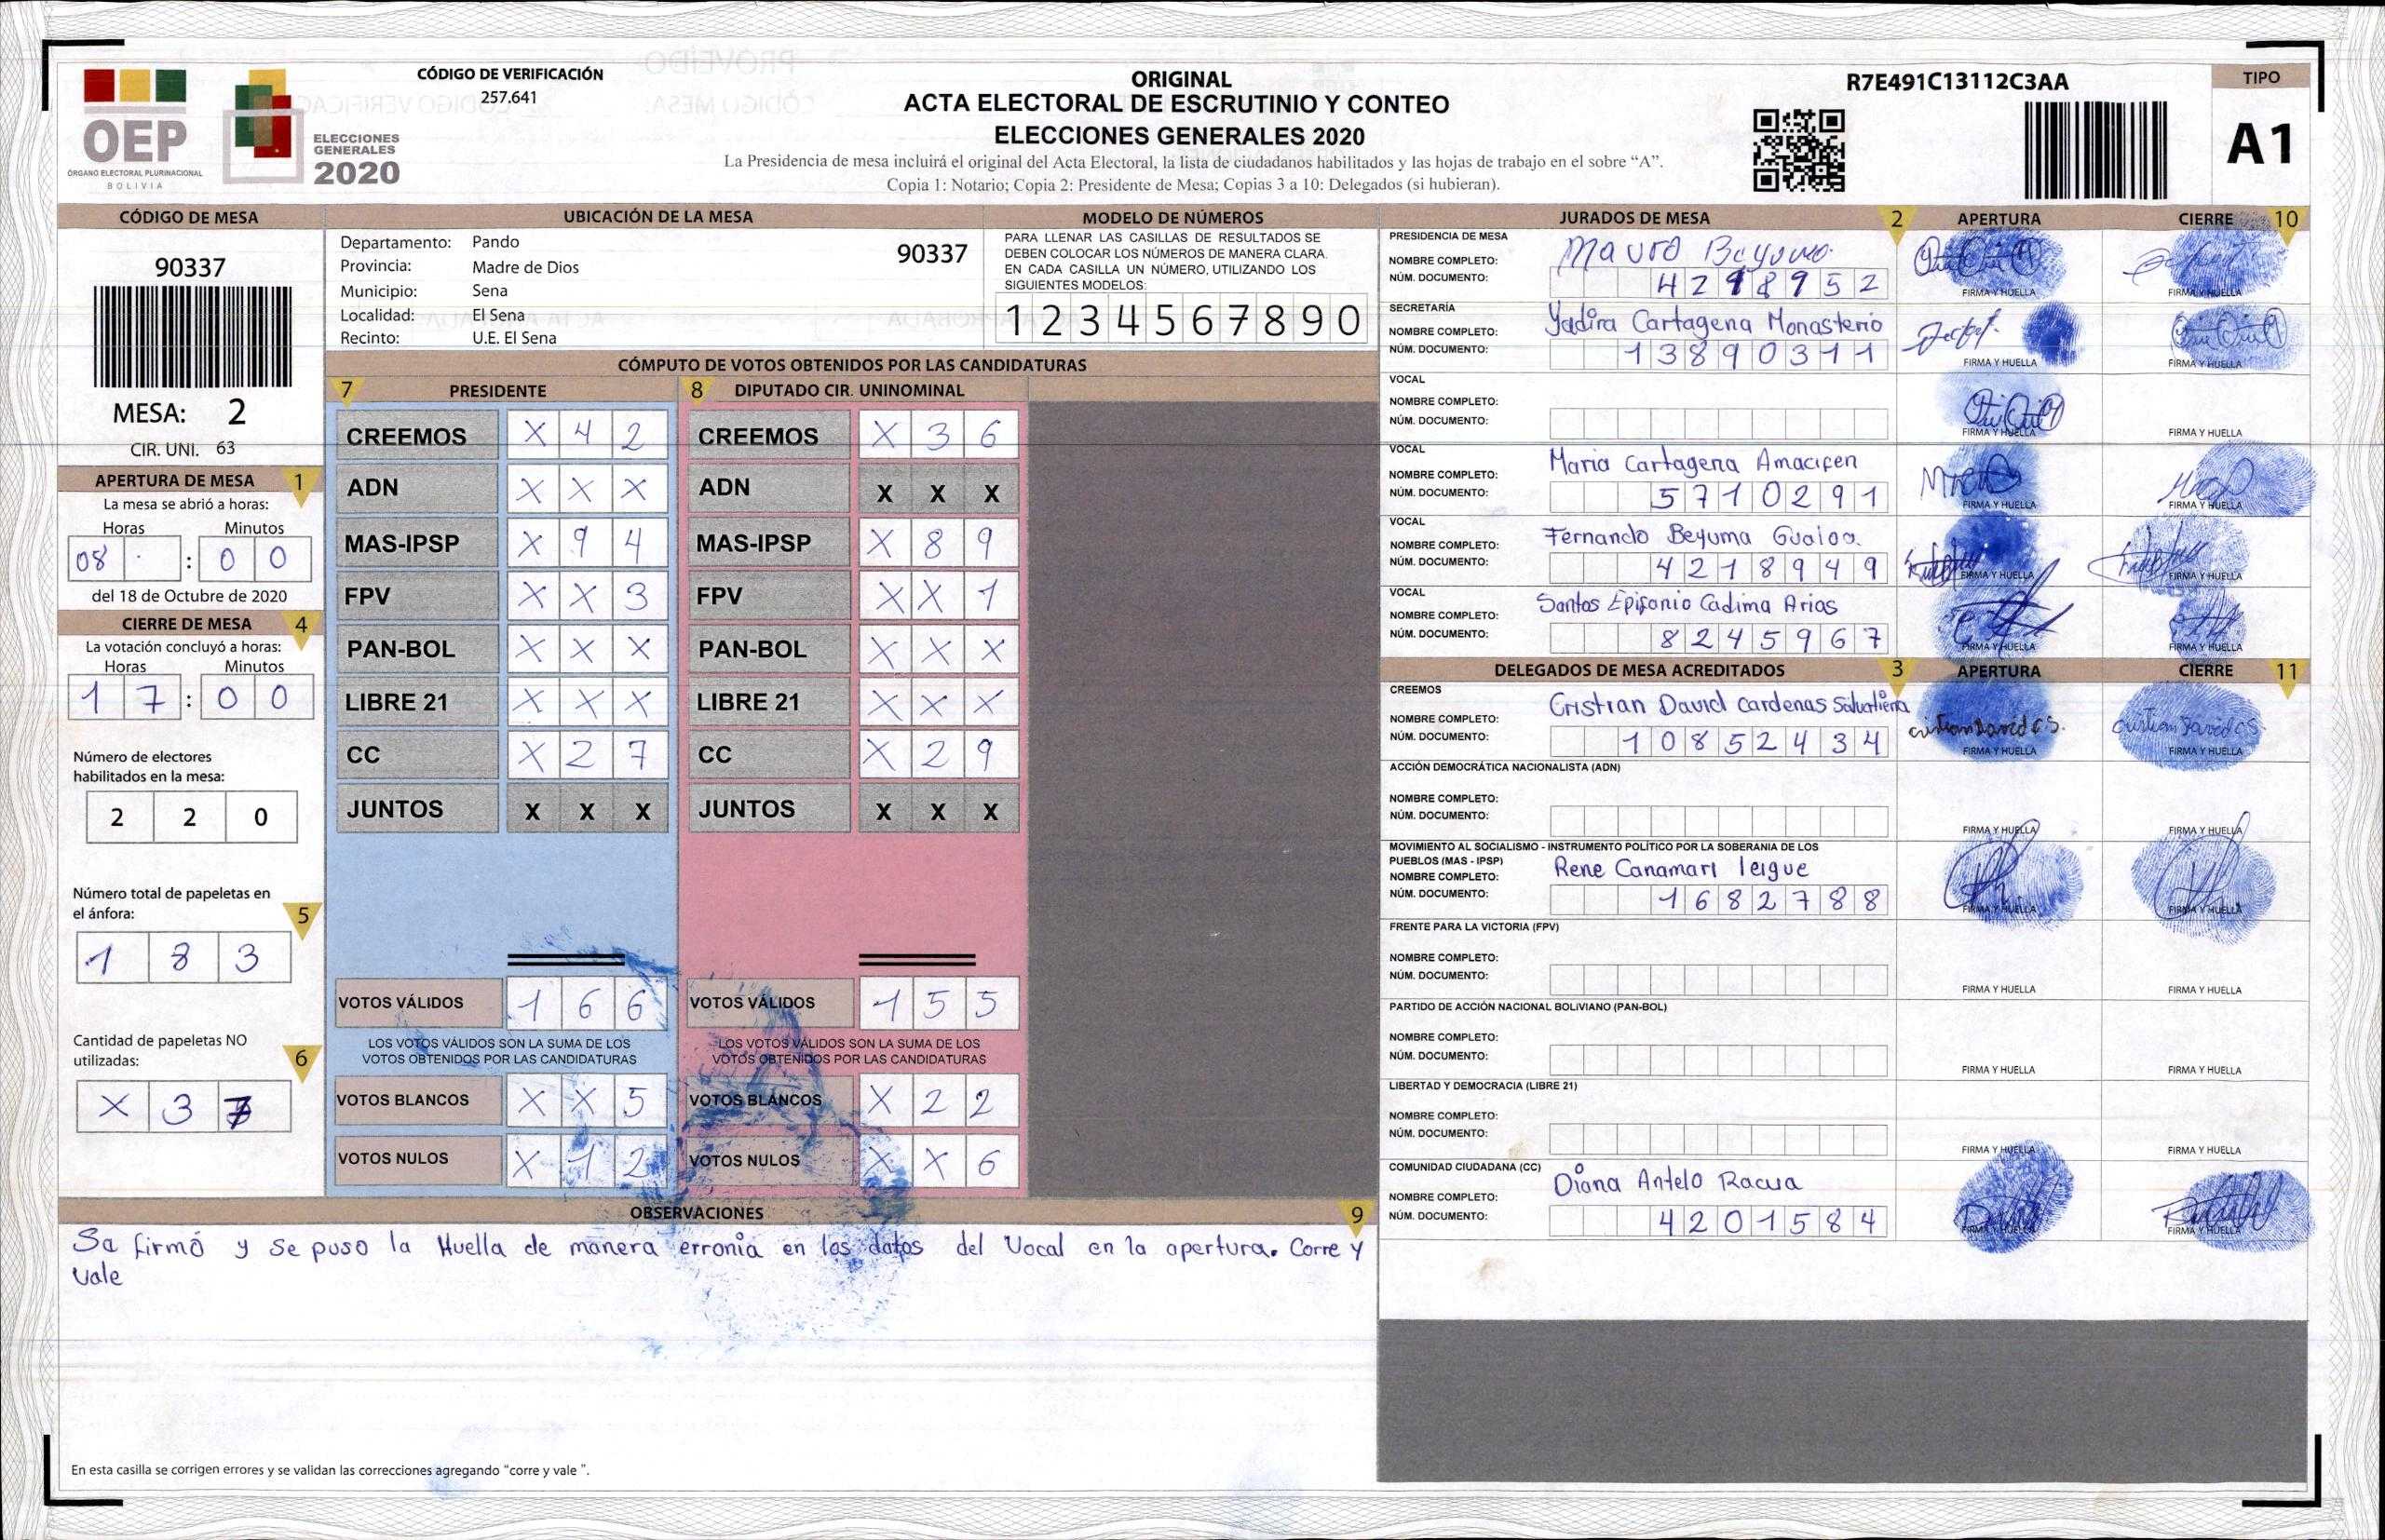 CÓDIGO DE VERIFICACIÓN
257.641
OEP
ÓRGANO ELECTORAL PLURINACIONAL
BOLIVIA
ELECCIONES
GENERALES
2020
ORIGINAL
ACTA ELECTORAL DE ESCRUTINIO Y CONTEO
ELECCIONES GENERALES 2020
La Presidencia de mesa incluirá el original del Acta Electoral, la lista de ciudadanos habilitados y las hojas de trabajo en el sobre “A”.
Copia 1: Notario; Copia 2: Presidente de Mesa; Copias 3 a 10: Delegados (si hubieran).
R7E491C13112C3AA
TIPO
A1
CÓDIGO DE MESA
90337
MESA: 2
CIR. UNI. 63
APERTURA DE MESA 1
La mesa se abrió a horas:
Horas Minutos
08 : 0 0
del 18 de Octubre de 2020
CIERRE DE MESA 4
La votación concluyó a horas:
Horas Minutos
1 7 : 0 0
Número de electores
habilitados en la mesa:
2 2 0
Número total de papeletas en
el ánfora: 5
1 8 3
Cantidad de papeletas NO
utilizadas: 6
X 3 7
UBICACIÓN DE LA MESA
Departamento: Pando 90337
Provincia: Madre de Dios
Municipio: Sena
Localidad: El Sena
Recinto: U.E. El Sena
MODELO DE NÚMEROS
PARA LLENAR LAS CASILLAS DE RESULTADOS SE
DEBEN COLOCAR LOS NÚMEROS DE MANERA CLARA.
EN CADA CASILLA UN NÚMERO, UTILIZANDO LOS
SIGUIENTES MODELOS:
1 2 3 4 5 6 7 8 9 0
CÓMPUTO DE VOTOS OBTENIDOS POR LAS CANDIDATURAS
7 PRESIDENTE 8 DIPUTADO CIR. UNINOMINAL
CREEMOS X 4 2 CREEMOS X 3 6
ADN X X X ADN X X X
MAS-IPSP X 9 4 MAS-IPSP X 8 9
FPV X X 3 FPV X X 1
PAN-BOL X X X PAN-BOL X X X
LIBRE 21 X X X LIBRE 21 X X X
CC X 2 7 CC X 2 9
JUNTOS X X X JUNTOS X X X
VOTOS VÁLIDOS 1 6 6 VOTOS VÁLIDOS 1 5 5
LOS VOTOS VÁLIDOS SON LA SUMA DE LOS LOS VOTOS VÁLIDOS SON LA SUMA DE LOS
VOTOS OBTENIDOS POR LAS CANDIDATURAS VOTOS OBTENIDOS POR LAS CANDIDATURAS
VOTOS BLANCOS X X 5 VOTOS BLANCOS X 2 2
VOTOS NULOS X 1 2 VOTOS NULOS X X 6
OBSERVACIONES 9
Sa firmó y se puso la Huella de manera erronia en los datos del Vocal en la apertura. Corre y
vale
En esta casilla se corrigen errores y se validan las correcciones agregando “corre y vale ”.
JURADOS DE MESA 2 APERTURA CIERRE 10
PRESIDENCIA DE MESA
NOMBRE COMPLETO: Mauro Beyuma
NÚM. DOCUMENTO: 4 2 1 8 9 5 2
FIRMA Y HUELLA FIRMA Y HUELLA
SECRETARÍA
NOMBRE COMPLETO: Yadira Cartagena Monasterio
NÚM. DOCUMENTO: 1 3 8 9 0 3 1 1
FIRMA Y HUELLA FIRMA Y HUELLA
VOCAL
NOMBRE COMPLETO:
NÚM. DOCUMENTO:
FIRMA Y HUELLA FIRMA Y HUELLA
VOCAL
NOMBRE COMPLETO: Maria Cartagena Amacifen
NÚM. DOCUMENTO: 5 7 1 0 2 9 1
FIRMA Y HUELLA FIRMA Y HUELLA
VOCAL
NOMBRE COMPLETO: Fernando Beyuma
NÚM. DOCUMENTO: 4 2 1 8 9 4 9
FIRMA Y HUELLA FIRMA Y HUELLA
VOCAL
NOMBRE COMPLETO: Santos Epifanio Cadima Arias
NÚM. DOCUMENTO: 8 2 4 5 9 6 7
FIRMA Y HUELLA FIRMA Y HUELLA
DELEGADOS DE MESA ACREDITADOS 3 APERTURA CIERRE 11
CREEMOS
NOMBRE COMPLETO: Cristian David Cardenas Salvatierra
NÚM. DOCUMENTO: 1 0 8 5 2 4 3 4
cristian David C.S. cristian David C.S.
FIRMA Y HUELLA FIRMA Y HUELLA
ACCIÓN DEMOCRÁTICA NACIONALISTA (ADN)
NOMBRE COMPLETO:
NÚM. DOCUMENTO:
FIRMA Y HUELLA FIRMA Y HUELLA
MOVIMIENTO AL SOCIALISMO - INSTRUMENTO POLÍTICO POR LA SOBERANIA DE LOS
PUEBLOS (MAS - IPSP)
NOMBRE COMPLETO: Rene Canamari leigue
NÚM. DOCUMENTO: 1 6 8 2 7 8 8
FIRMA Y HUELLA FIRMA Y HUELLA
FRENTE PARA LA VICTORIA (FPV)
NOMBRE COMPLETO:
NÚM. DOCUMENTO:
FIRMA Y HUELLA FIRMA Y HUELLA
PARTIDO DE ACCIÓN NACIONAL BOLIVIANO (PAN-BOL)
NOMBRE COMPLETO:
NÚM. DOCUMENTO:
FIRMA Y HUELLA FIRMA Y HUELLA
LIBERTAD Y DEMOCRACIA (LIBRE 21)
NOMBRE COMPLETO:
NÚM. DOCUMENTO:
FIRMA Y HUELLA FIRMA Y HUELLA
COMUNIDAD CIUDADANA (CC)
NOMBRE COMPLETO: Diana Antelo Racua
NÚM. DOCUMENTO: 4 2 0 1 5 8 4
FIRMA Y HUELLA FIRMA Y HUELLA